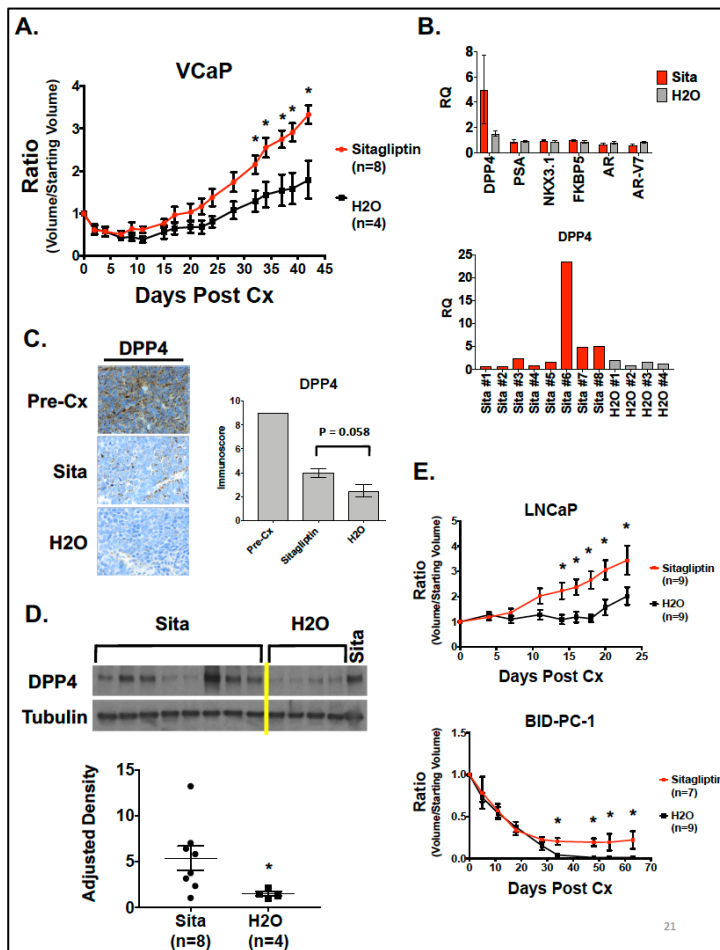 A.
VCaP
Ratio
(Volume/Starting Volume)
4
3
2
1
0
0 5 10 15 20 25 30 35 40 45
Days Post Cx
* * * * *
Sitagliptin
(n=8)
H2O
(n=4)
B.
RQ
10
8
6
4
2
0
Sita
H2O
DPP4
PSA
NKX3.1
FKBP5
AR
AR-V7
DPP4
RQ
25
20
15
10
5
0
Sita #1
Sita #2
Sita #3
Sita #4
Sita #5
Sita #6
Sita #7
Sita #8
H2O #1
H2O #2
H2O #3
H2O #4
C.
DPP4
Pre-Cx
Sita
H2O
DPP4
Immunoscore
10
8
6
4
2
0
P = 0.058
Pre-Cx
Sitagliptin
H2O
D.
Sita H2O Sita
DPP4
Tubulin
Adjusted Density
15
10
5
0
*
Sita
(n=8)
H2O
(n=4)
E.
LNCaP
Ratio
(Volume/Starting Volume)
5
4
3
2
1
0
0 5 10 15 20 25
Days Post Cx
* * * * *
Sitagliptin
(n=9)
H2O
(n=9)
BID-PC-1
Ratio
(Volume/Starting Volume)
1.5
1.0
0.5
0.0
0 10 20 30 40 50 60 70
Days Post Cx
* * * *
Sitagliptin
(n=7)
H2O
(n=9)
21